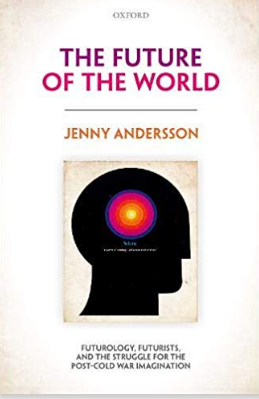 OXFORD
THE FUTURE
OF THE WORLD
JENNY ANDERSSON
FUTUROLOGY, FUTURISTS,
AND THE STRUGGLE FOR THE
POST-COLD WAR IMAGINATION